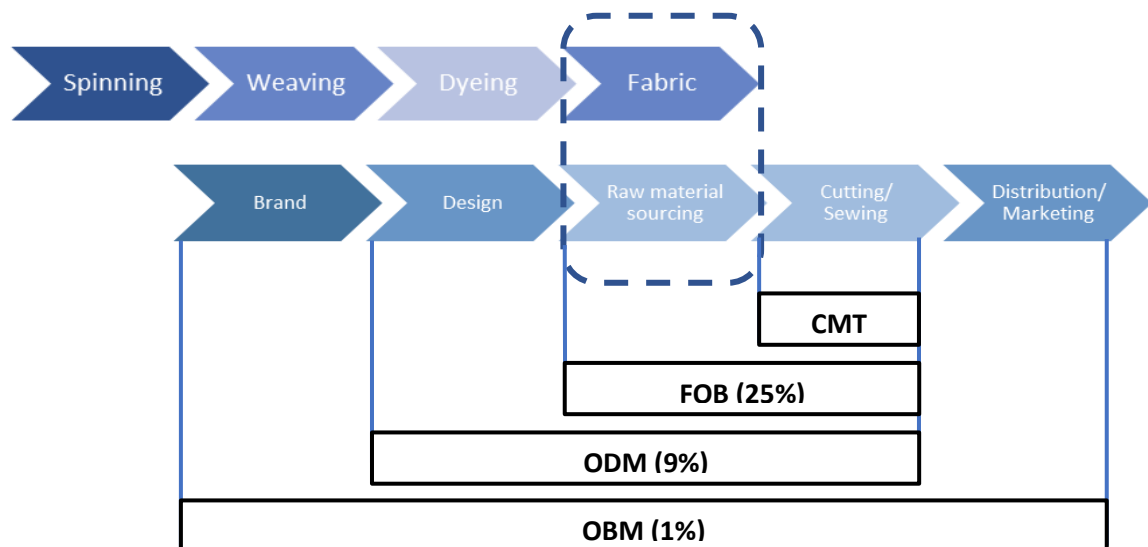 Spinning
Weaving
Dyeing
Fabric
Brand
Design
Raw material
sourcing
Cutting/
Sewing
Distribution/
Marketing
CMT
FOB (25%)
ODM (9%)
OBM (1%)